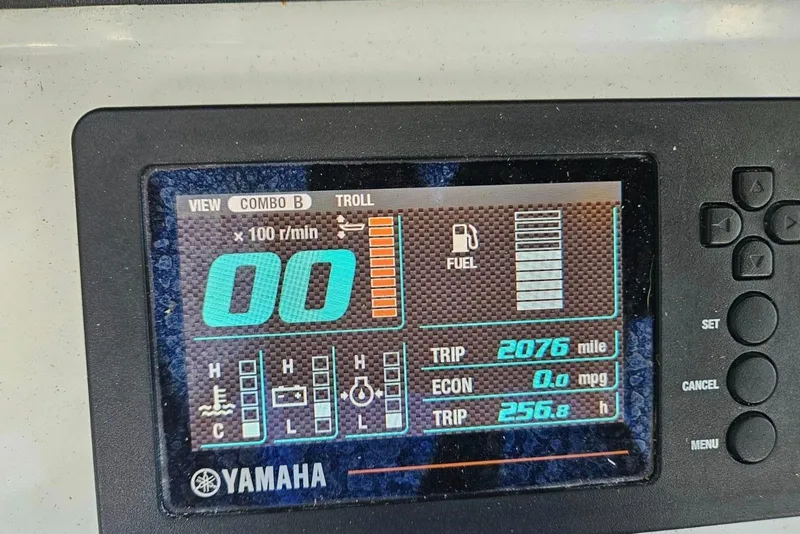 VIEW COMBO B TROLL
× 100 r/min
00
FUEL
TRIP 2076 mile
ECON 0.0 mpg
TRIP 256.8 h
H H H
C L L
YAMAHA
SET
CANCEL
MENU